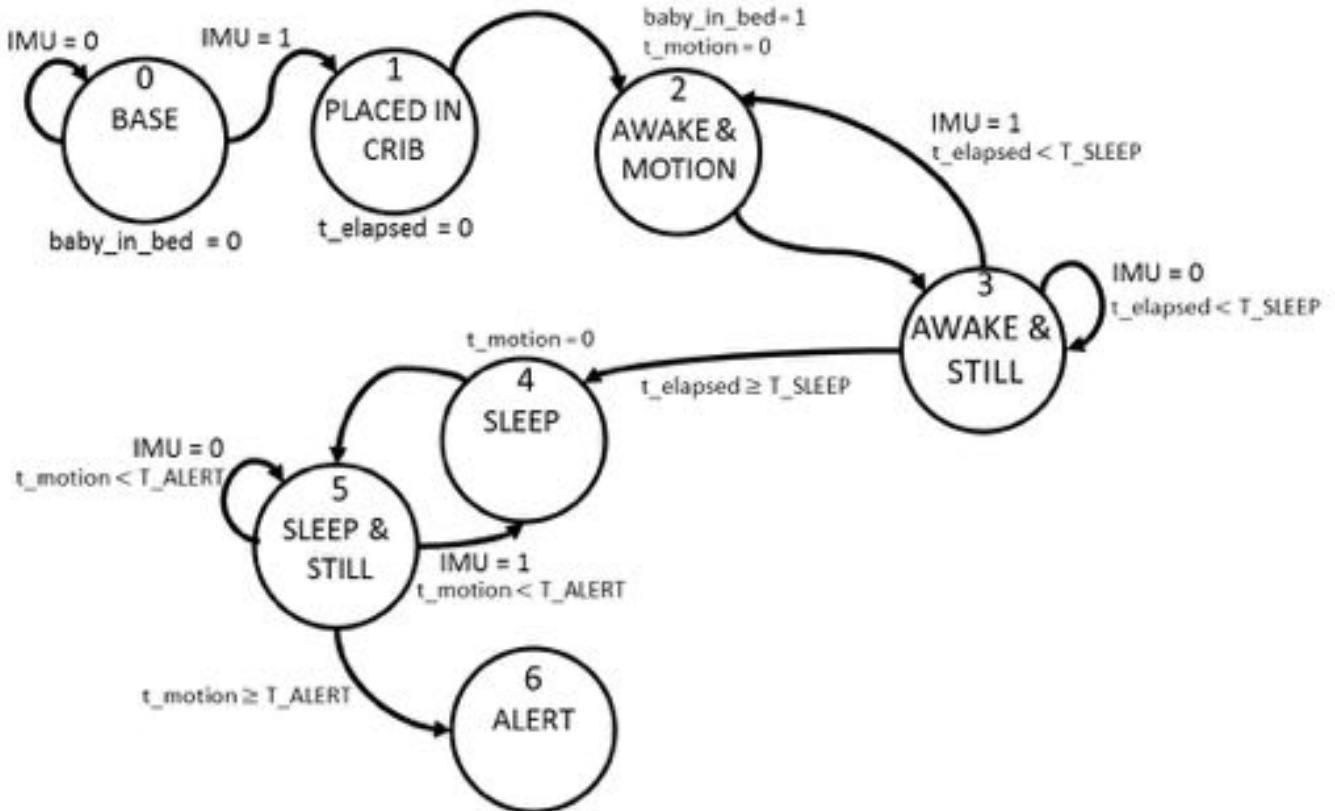 IMU = 0
IMU = 1
0
BASE
baby_in_bed = 0
1
PLACED IN
CRIB
t_elapsed = 0
baby_in_bed = 1
t_motion = 0
2
AWAKE &
MOTION
IMU = 1
t_elapsed < T_SLEEP
3
AWAKE &
STILL
IMU = 0
t_elapsed < T_SLEEP
t_elapsed ≥ T_SLEEP
t_motion = 0
4
SLEEP
IMU = 0
t_motion < T_ALERT
5
SLEEP &
STILL
IMU = 1
t_motion < T_ALERT
t_motion ≥ T_ALERT
6
ALERT